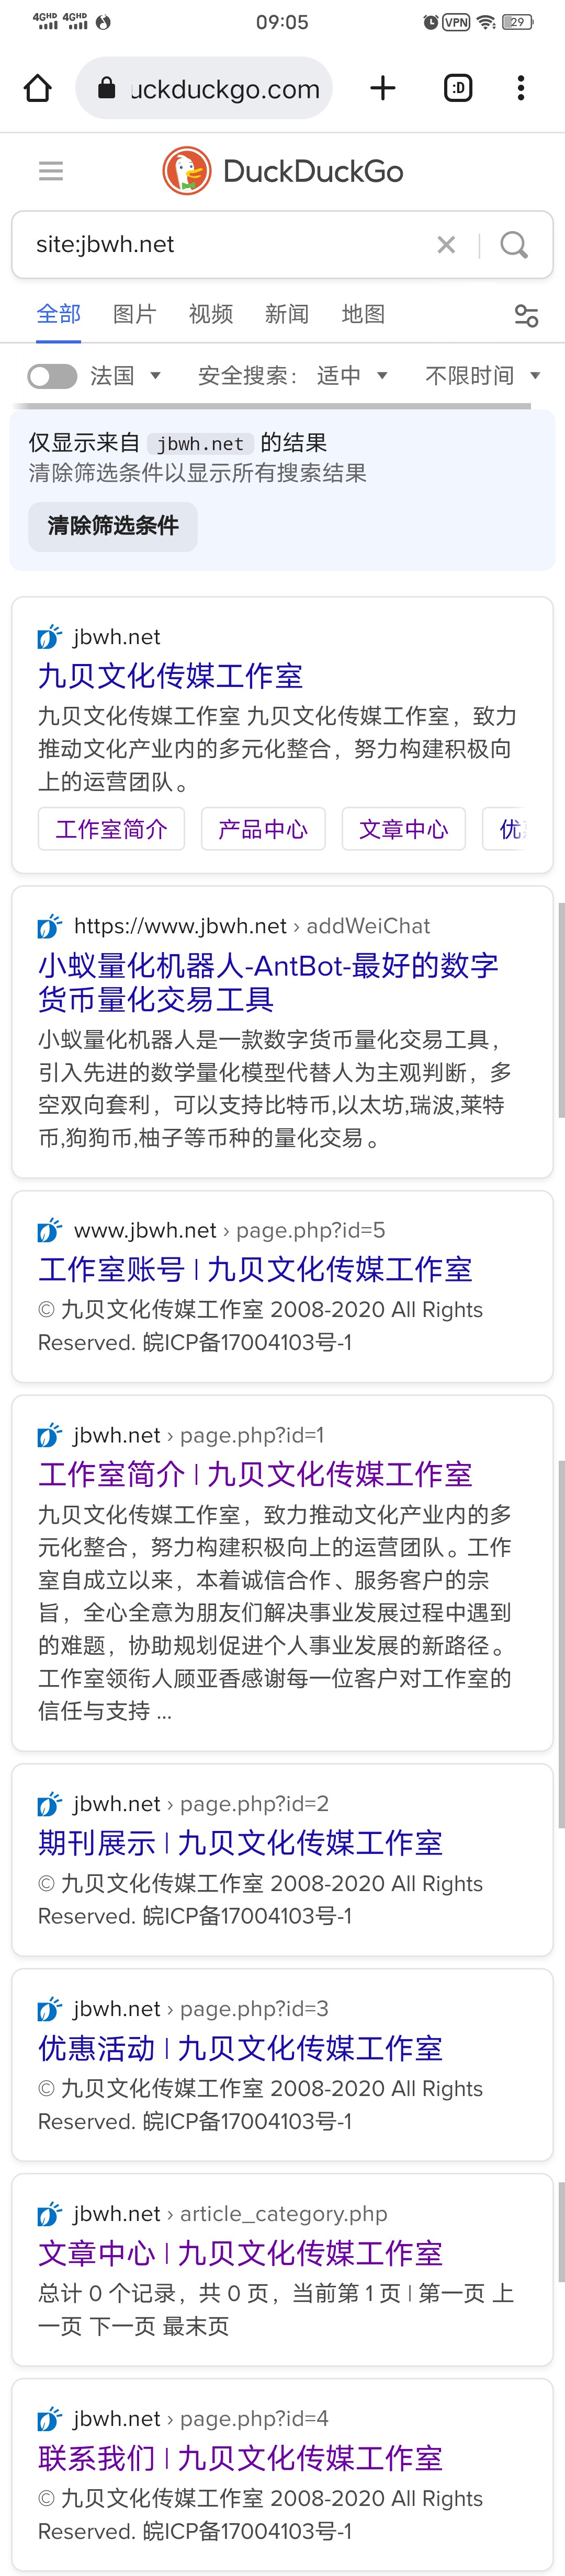 4GHD 4GHD 09:05 VPN 29
uckduckgo.com :D
DuckDuckGo
site:jbwh.net
全部 图片 视频 新闻 地图
法国 安全搜索: 适中 不限时间
仅显示来自 jbwh.net 的结果
清除筛选条件以显示所有搜索结果
清除筛选条件
jbwh.net
九贝文化传媒工作室
九贝文化传媒工作室 九贝文化传媒工作室，致力
推动文化产业内的多元化整合，努力构建积极向
上的运营团队。
工作室简介 产品中心 文章中心 优
https://www.jbwh.net › addWeiChat
小蚁量化机器人-AntBot-最好的数字
货币量化交易工具
小蚁量化机器人是一款数字货币量化交易工具，
引入先进的数学量化模型代替人为主观判断，多
空双向套利，可以支持比特币,以太坊,瑞波,莱特
币,狗狗币,柚子等币种的量化交易。
www.jbwh.net › page.php?id=5
工作室账号 | 九贝文化传媒工作室
© 九贝文化传媒工作室 2008-2020 All Rights
Reserved. 皖ICP备17004103号-1
jbwh.net › page.php?id=1
工作室简介 | 九贝文化传媒工作室
九贝文化传媒工作室，致力推动文化产业内的多
元化整合，努力构建积极向上的运营团队。工作
室自成立以来，本着诚信合作、服务客户的宗
旨，全心全意为朋友们解决事业发展过程中遇到
的难题，协助规划促进个人事业发展的新路径。
工作室领衔人顾亚香感谢每一位客户对工作室的
信任与支持 ...
jbwh.net › page.php?id=2
期刊展示 | 九贝文化传媒工作室
© 九贝文化传媒工作室 2008-2020 All Rights
Reserved. 皖ICP备17004103号-1
jbwh.net › page.php?id=3
优惠活动 | 九贝文化传媒工作室
© 九贝文化传媒工作室 2008-2020 All Rights
Reserved. 皖ICP备17004103号-1
jbwh.net › article_category.php
文章中心 | 九贝文化传媒工作室
总计 0 个记录，共 0 页，当前第 1 页 | 第一页 上
一页 下一页 最末页
jbwh.net › page.php?id=4
联系我们 | 九贝文化传媒工作室
© 九贝文化传媒工作室 2008-2020 All Rights
Reserved. 皖ICP备17004103号-1